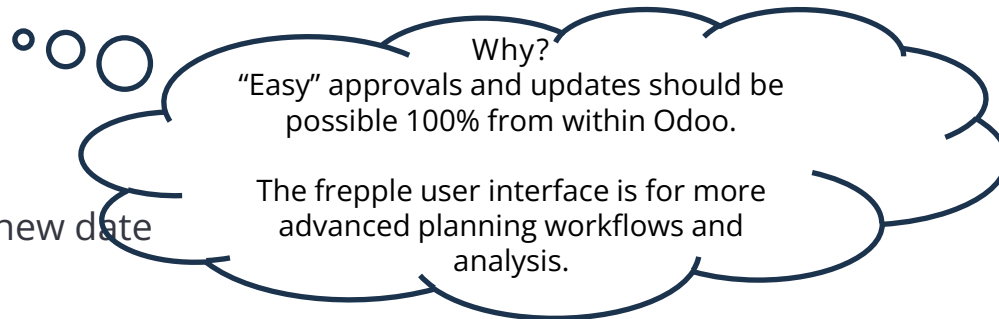 Why?
“Easy” approvals and updates should be
possible 100% from within Odoo.
The frepple user interface is for more
new date
advanced planning workflows and
analysis.